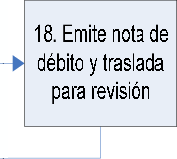 18. Emite nota de
débito y traslada
para revisión